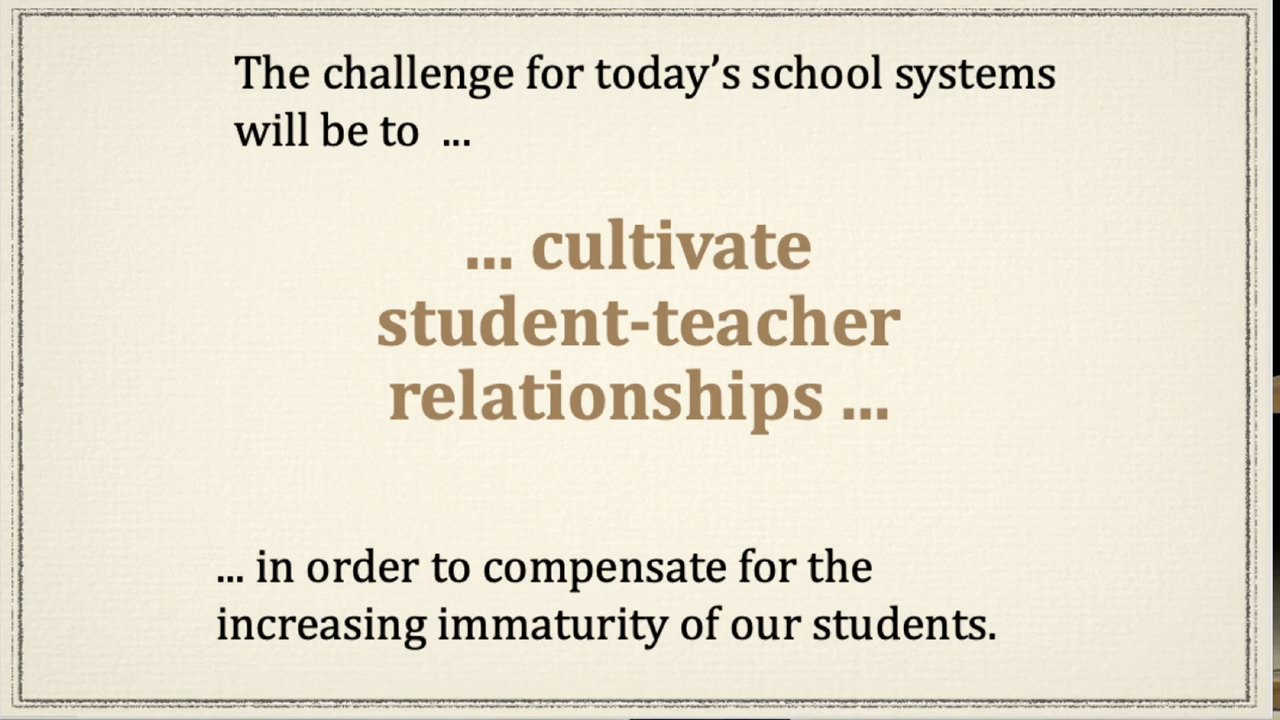 The challenge for today’s school systems
will be to ...
... cultivate
student-teacher
relationships ...
... in order to compensate for the
increasing immaturity of our students.